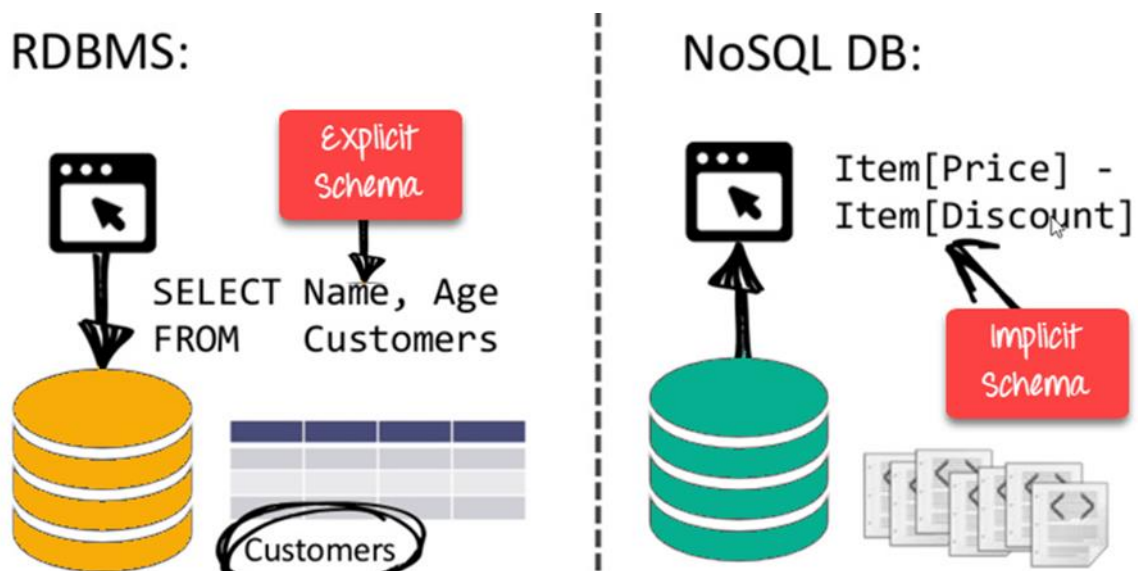 RDBMS:
Explicit
Schema
SELECT Name, Age
FROM Customers
Customers
NoSQL DB:
Item[Price] -
Item[Discount]
Implicit
Schema